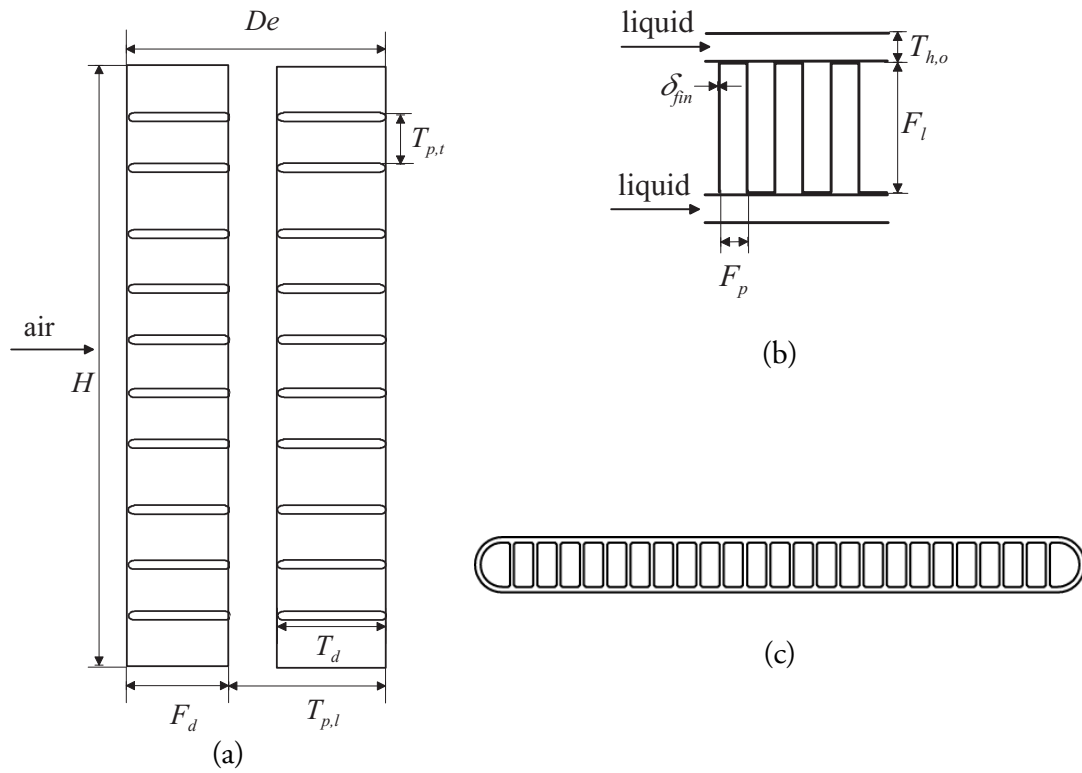 De
T_{p,t}
air
H
T_d
F_d
T_{p,l}
(a)
liquid
T_{h,o}
δ_{fin}
F_l
liquid
F_p
(b)
(c)